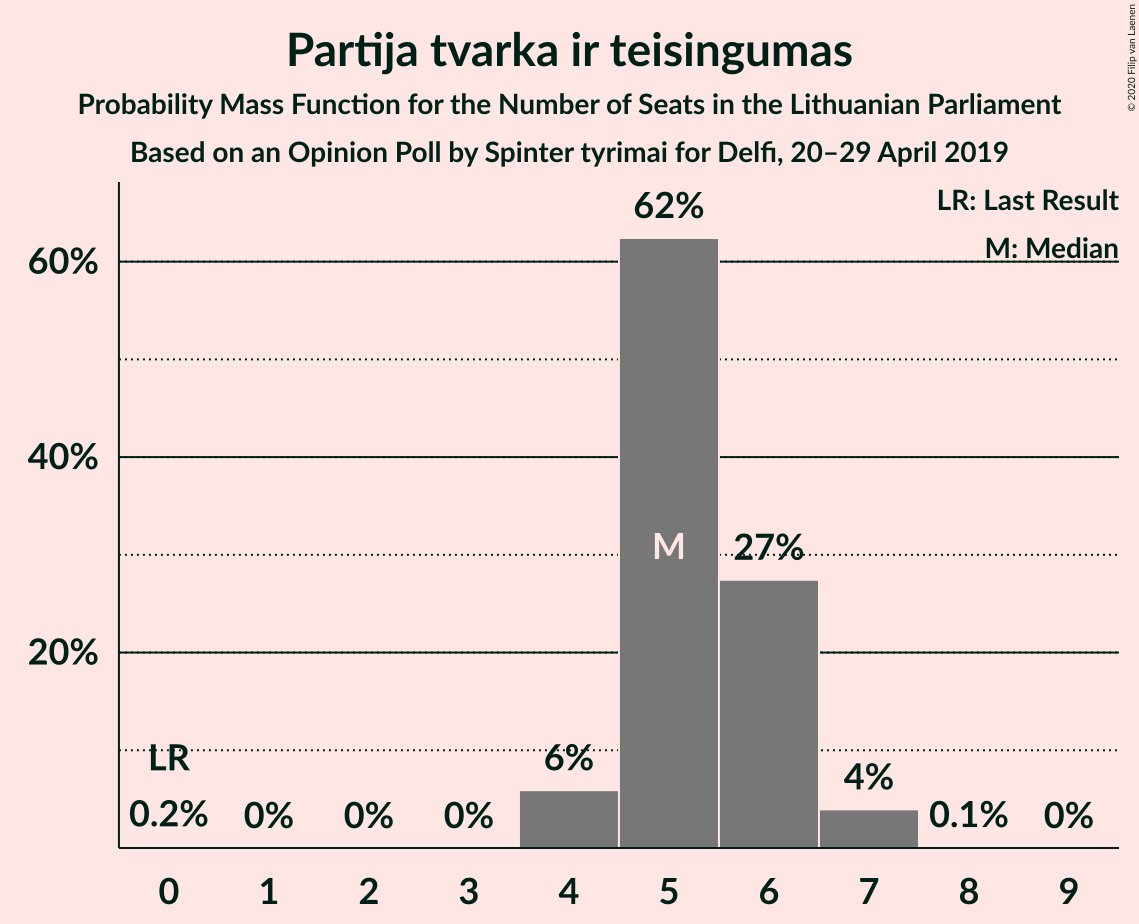 Partija tvarka ir teisingumas
Probability Mass Function for the Number of Seats in the Lithuanian Parliament
Based on an Opinion Poll by Spinter tyrimai for Delfi, 20–29 April 2019
© 2020 Filip van Laenen
LR: Last Result
M: Median
60%
40%
20%
62%
M
27%
LR
6%
4%
0.2% 0% 0% 0% 0.1% 0%
0 1 2 3 4 5 6 7 8 9